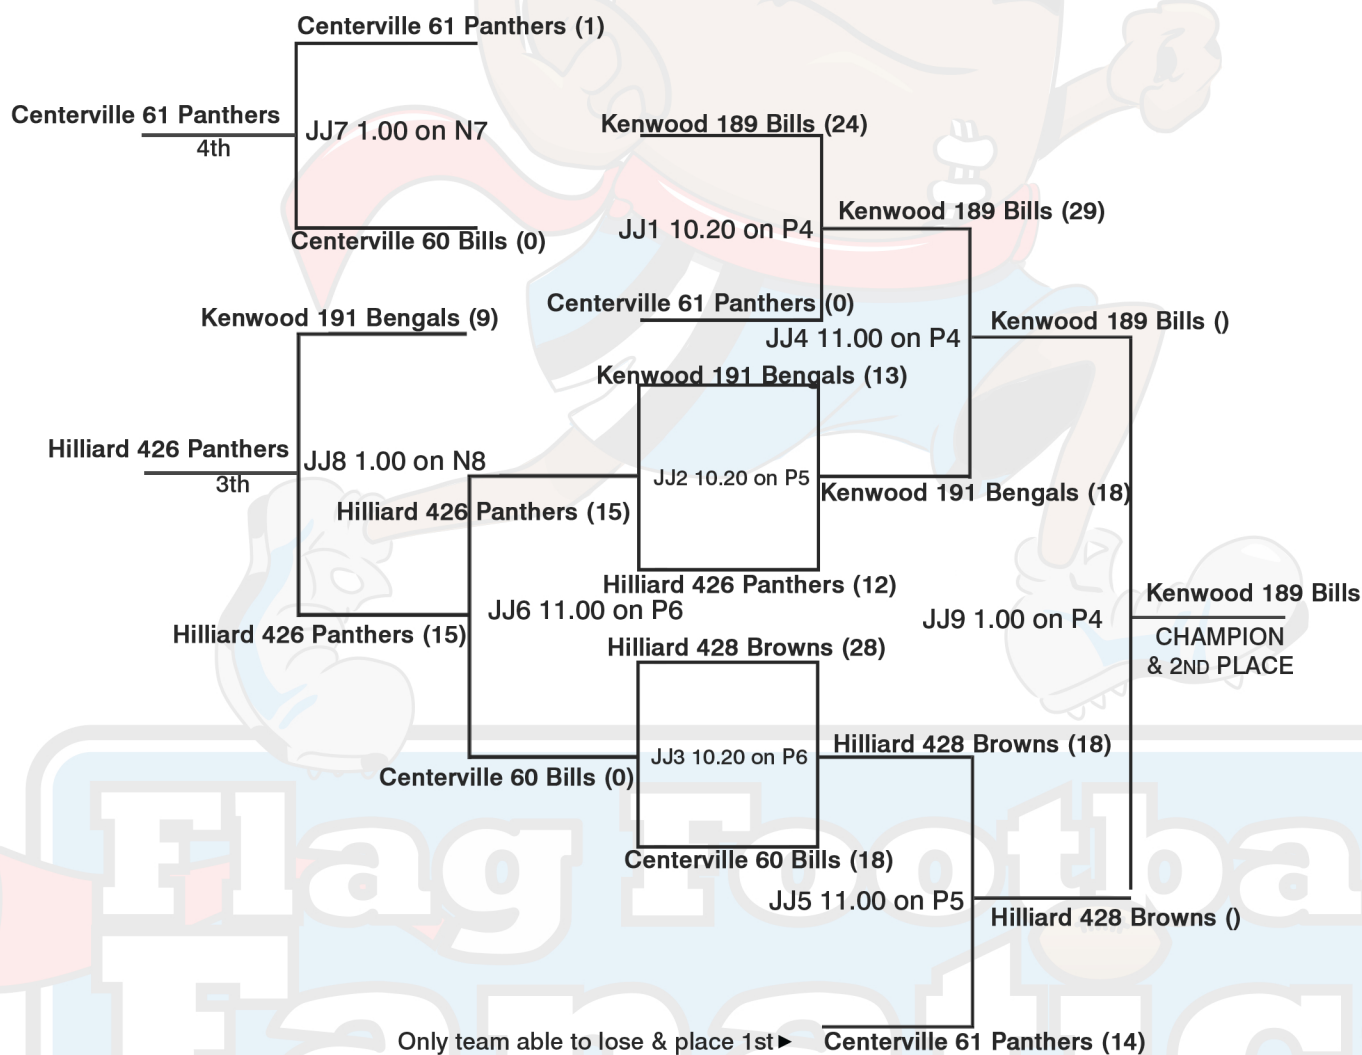 Centerville 61 Panthers (1)
Centerville 61 Panthers
4th
JJ7 1.00 on N7
Centerville 60 Bills (0)
Kenwood 189 Bills (24)
JJ1 10.20 on P4
Kenwood 189 Bills (29)
Centerville 61 Panthers (0)
Kenwood 191 Bengals (9)
JJ4 11.00 on P4
Kenwood 189 Bills ()
Kenwood 191 Bengals (13)
Hilliard 426 Panthers
3th
JJ8 1.00 on N8
JJ2 10.20 on P5
Kenwood 191 Bengals (18)
Hilliard 426 Panthers (15)
Hilliard 426 Panthers (12)
JJ6 11.00 on P6
Hilliard 426 Panthers (15)
JJ9 1.00 on P4
Kenwood 189 Bills
CHAMPION
& 2ND PLACE
Hilliard 428 Browns (28)
JJ3 10.20 on P6
Hilliard 428 Browns (18)
Centerville 60 Bills (0)
Centerville 60 Bills (18)
JJ5 11.00 on P5
Hilliard 428 Browns ()
Only team able to lose & place 1st►
Centerville 61 Panthers (14)
Flag Footba